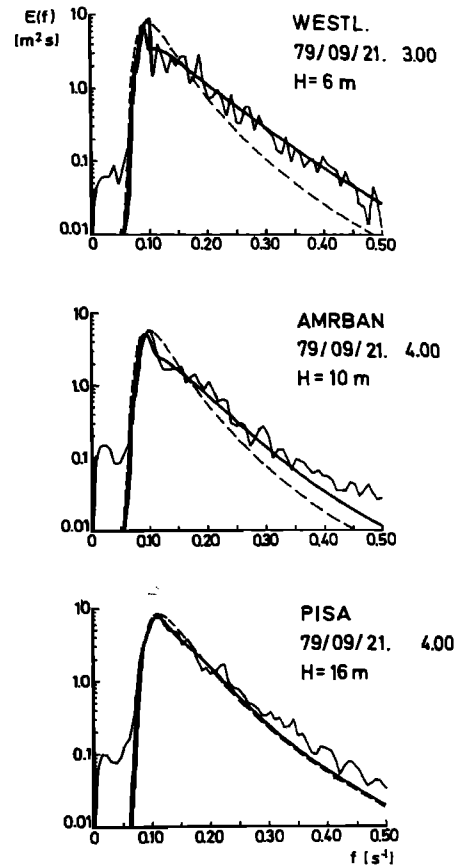 E(f)
[m²s]
10
1.0
0.1
0.01
0 0.10 0.20 0.30 0.40 0.50
WESTL.
79/09/21. 3.00
H = 6 m
10
1.0
0.1
0.01
0 0.10 0.20 0.30 0.40 0.50
AMRBAN
79/09/21. 4.00
H = 10 m
10
1.0
0.1
0.01
0 0.10 0.20 0.30 0.40 0.50
PISA
79/09/21. 4.00
H = 16 m
f [s⁻¹]